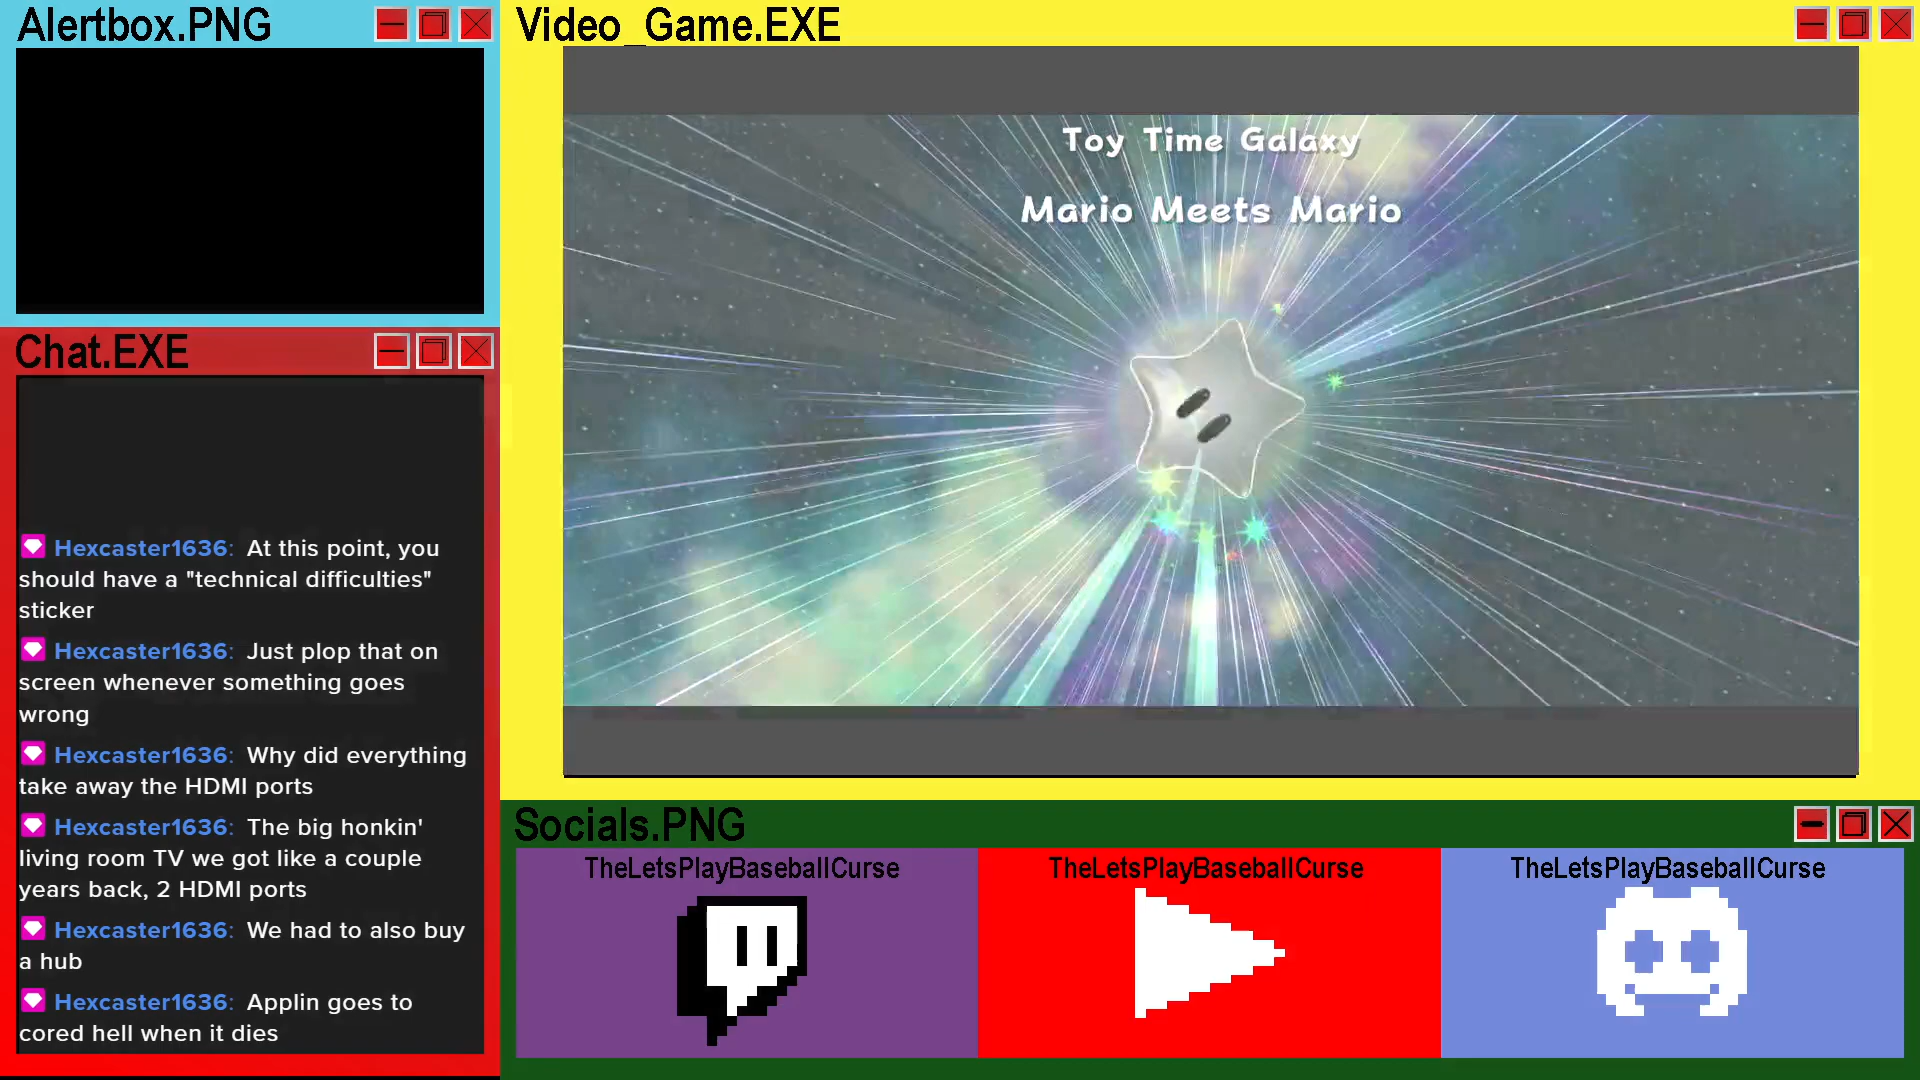 Alertbox.PNG
Chat.EXE
Hexcaster1636: At this point, you
should have a "technical difficulties"
sticker
Hexcaster1636: Just plop that on
screen whenever something goes
wrong
Hexcaster1636: Why did everything
take away the HDMI ports
Hexcaster1636: The big honkin'
living room TV we got like a couple
years back, 2 HDMI ports
Hexcaster1636: We had to also buy
a hub
Hexcaster1636: Applin goes to
cored hell when it dies
Video_Game.EXE
Toy Time Galaxy
Mario Meets Mario
Socials.PNG
TheLetsPlayBaseballCurse
TheLetsPlayBaseballCurse
TheLetsPlayBaseballCurse